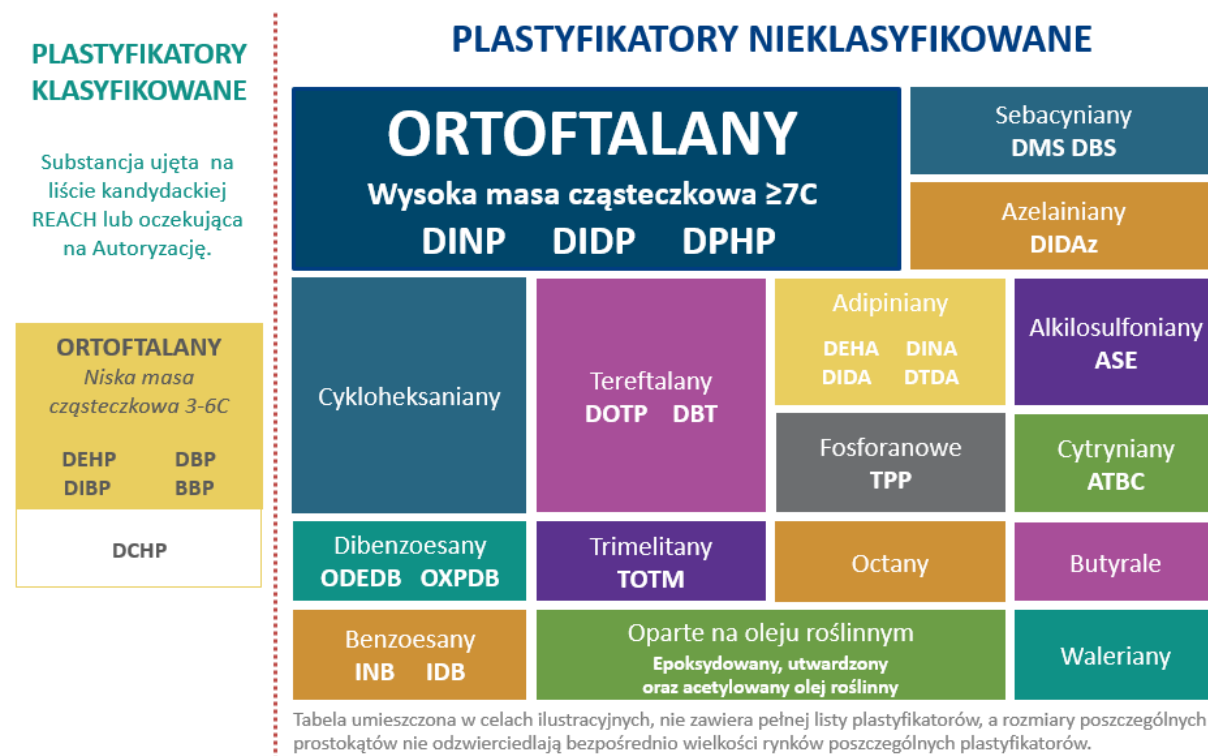 PLASTYFIKATORY
KLASYFIKOWANE
Substancja ujęta na
liście kandydackiej
REACH lub oczekująca
na Autoryzację.
ORTOFTALANY
Niska masa
cząsteczkowa 3-6C
DEHP DBP
DIBP BBP
DCHP
PLASTYFIKATORY NIEKLASYFIKOWANE
ORTOFTALANY
Wysoka masa cząsteczkowa ≥7C
DINP DIDP DPHP
Sebacyniany
DMS DBS
Azelainiany
DIDAz
Cykloheksaniany
Tereftalany
DOTP DBT
Adipiniany
DEHA DINA
DIDA DTDA
Alkilosulfoniany
ASE
Fosforanowe
TPP
Cytryniany
ATBC
Dibenzoesany
ODEDB OXPDB
Trimelitany
TOTM
Octany
Butyrale
Benzoesany
INB IDB
Oparte na oleju roślinnym
Epoksydowany, utwardzony
oraz acetylowany olej roślinny
Waleriany
Tabela umieszczona w celach ilustracyjnych, nie zawiera pełnej listy plastyfikatorów, a rozmiary poszczególnych
prostokątów nie odzwierciedlają bezpośrednio wielkości rynków poszczególnych plastyfikatorów.